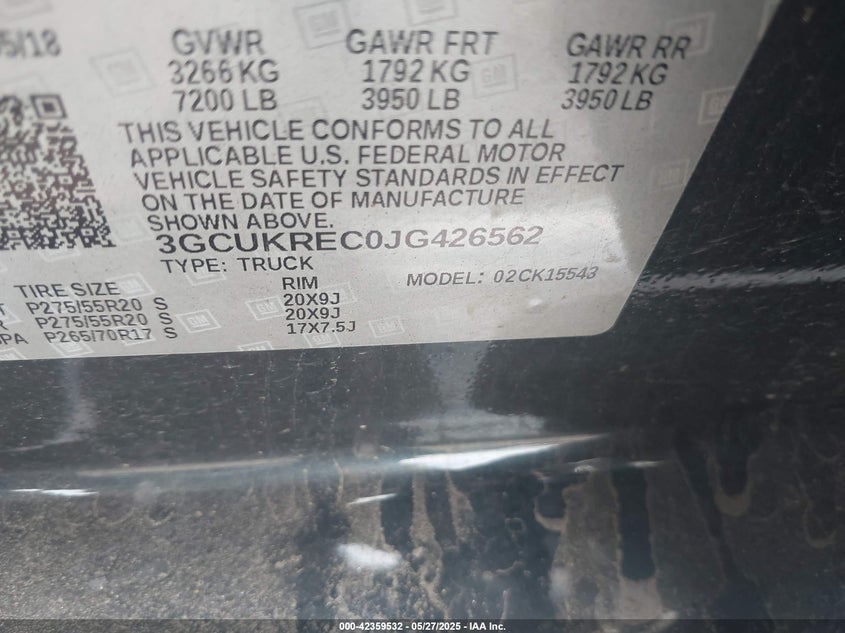 5/18
GVWR GAWR FRT GAWR RR
3266 KG 1792 KG 1792 KG
7200 LB 3950 LB 3950 LB
THIS VEHICLE CONFORMS TO ALL
APPLICABLE U.S. FEDERAL MOTOR
VEHICLE SAFETY STANDARDS IN EFFECT
ON THE DATE OF MANUFACTURE
SHOWN ABOVE.
3GCUKREC0JG426562
TYPE: TRUCK MODEL: 02CK15543
TIRE SIZE RIM
T P275/55R20 S 20X9J
R P275/55R20 S 20X9J
SPA P265/70R17 S 17X7.5J
000-42359532 — 05/27/2025 - IAA Inc.